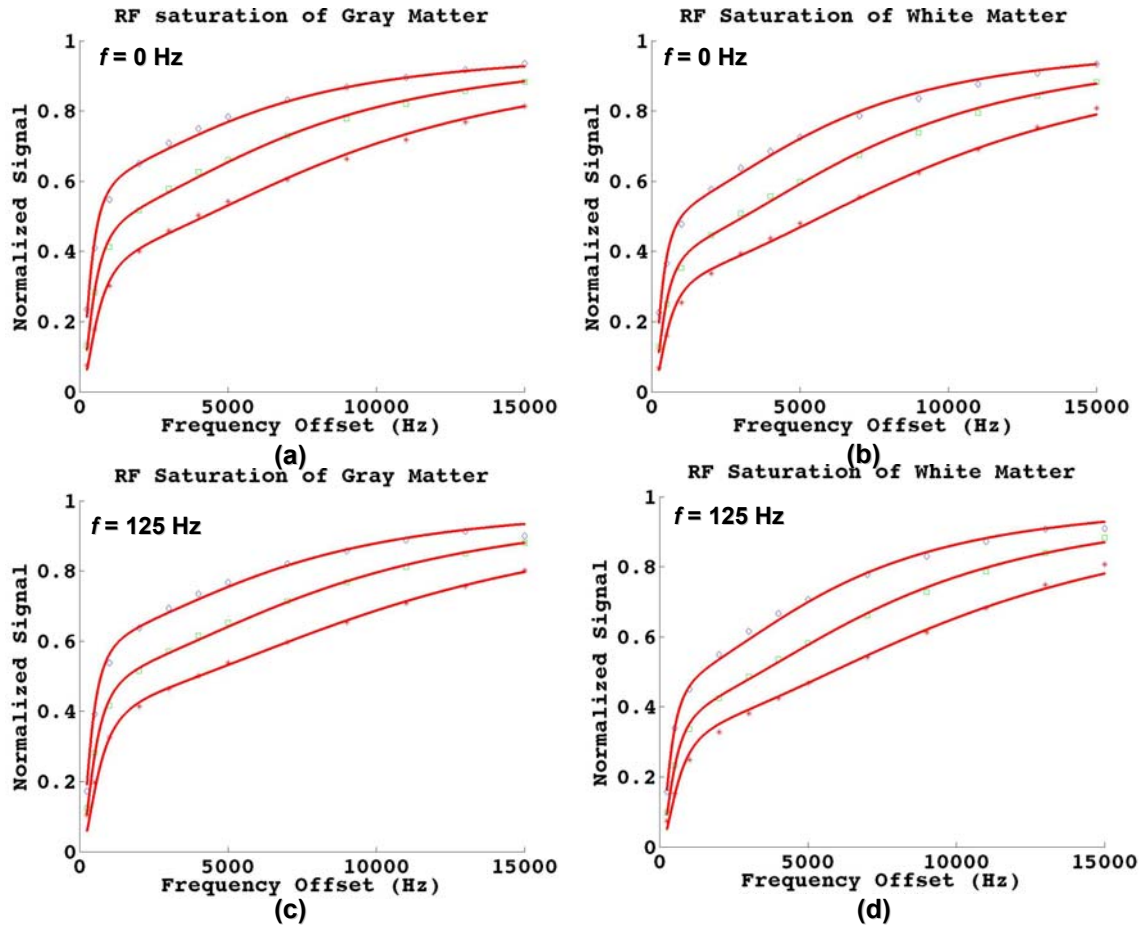 RF saturation of Gray Matter
f = 0 Hz
Normalized Signal
1
0.8
0.6
0.4
0.2
0
0 5000 10000 15000
Frequency Offset (Hz)
(a)
RF Saturation of White Matter
f = 0 Hz
Normalized Signal
1
0.8
0.6
0.4
0.2
0
0 5000 10000 15000
Frequency Offset (Hz)
(b)
RF Saturation of Gray Matter
f = 125 Hz
Normalized Signal
1
0.8
0.6
0.4
0.2
0
0 5000 10000 15000
Frequency Offset (Hz)
(c)
RF Saturation of White Matter
f = 125 Hz
Normalized Signal
1
0.8
0.6
0.4
0.2
0
0 5000 10000 15000
Frequency Offset (Hz)
(d)